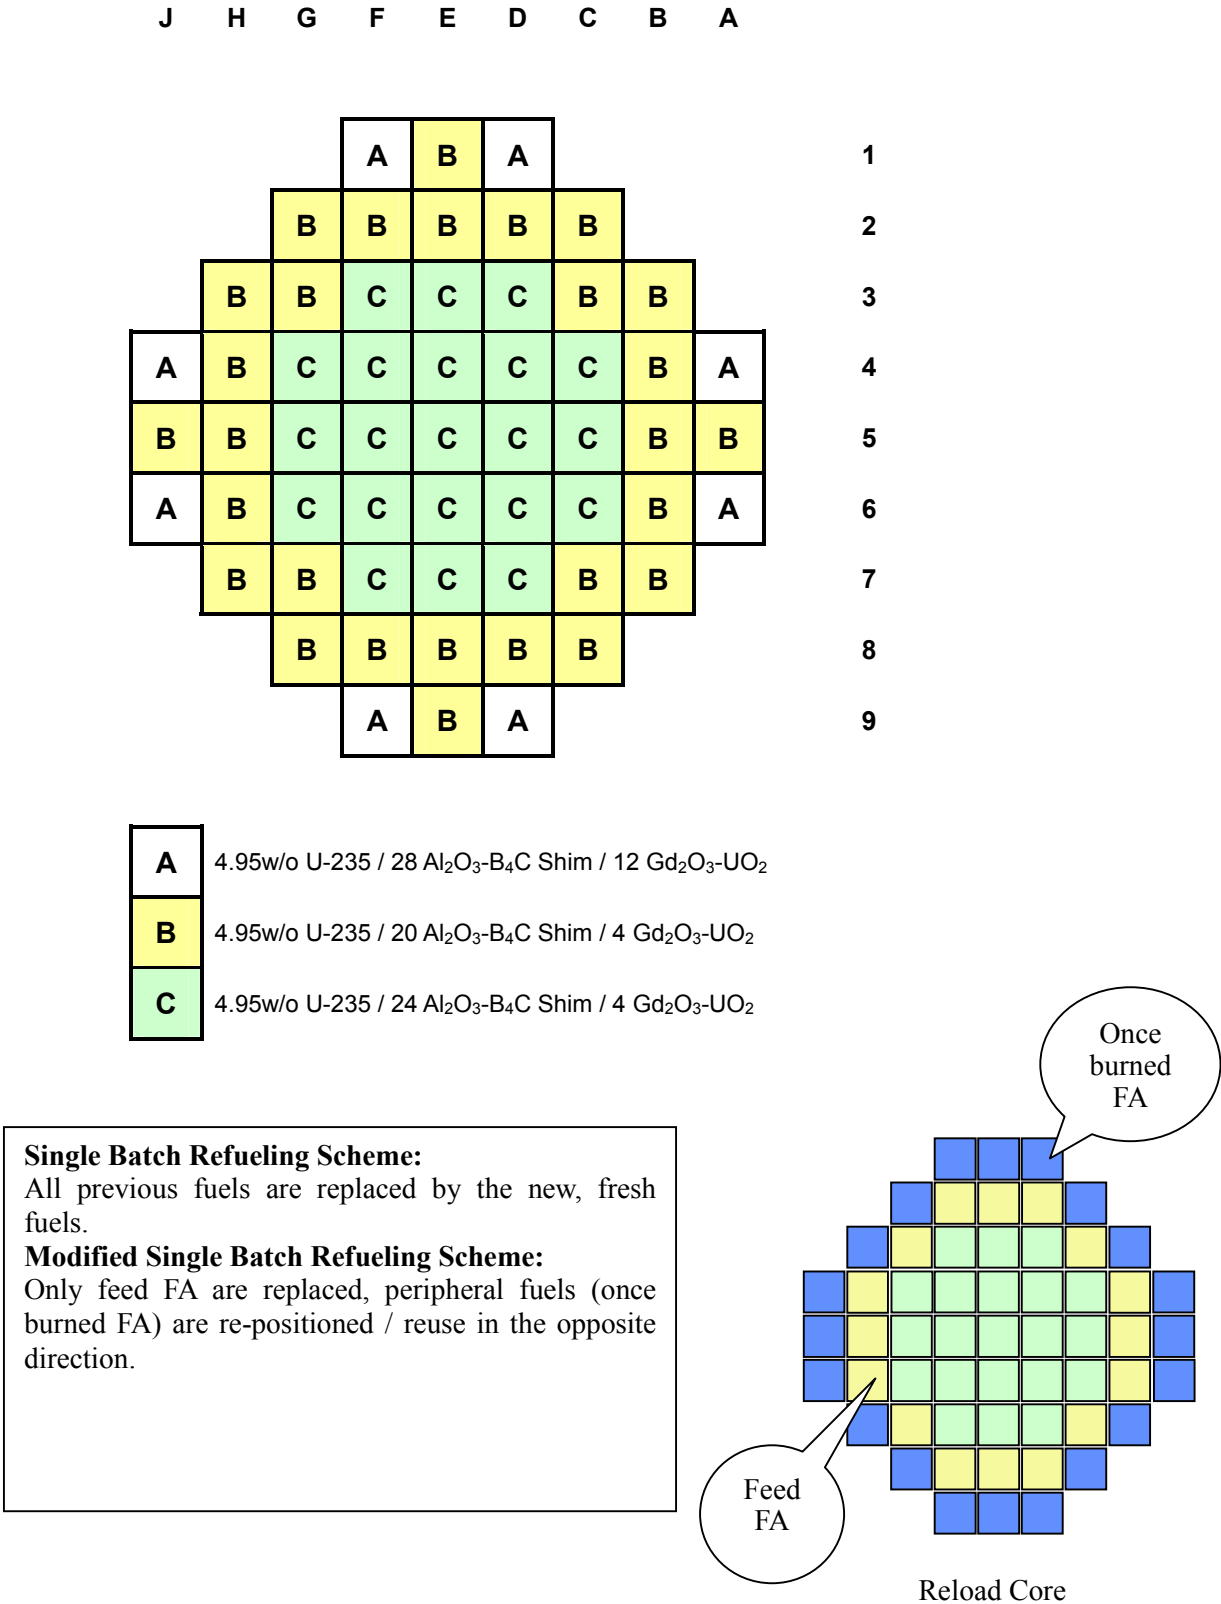 J H G F E D C B A
A B A 1
B B B B B 2
B B C C C B B 3
A B C C C C C B A 4
B B C C C C C B B 5
A B C C C C C B A 6
B B C C C B B 7
B B B B B 8
A B A 9
A 4.95w/o U-235 / 28 Al₂O₃-B₄C Shim / 12 Gd₂O₃-UO₂
B 4.95w/o U-235 / 20 Al₂O₃-B₄C Shim / 4 Gd₂O₃-UO₂
C 4.95w/o U-235 / 24 Al₂O₃-B₄C Shim / 4 Gd₂O₃-UO₂
Single Batch Refueling Scheme:
All previous fuels are replaced by the new, fresh
fuels.
Modified Single Batch Refueling Scheme:
Only feed FA are replaced, peripheral fuels (once
burned FA) are re-positioned / reuse in the opposite
direction.
Once
burned
FA
Feed
FA
Reload Core